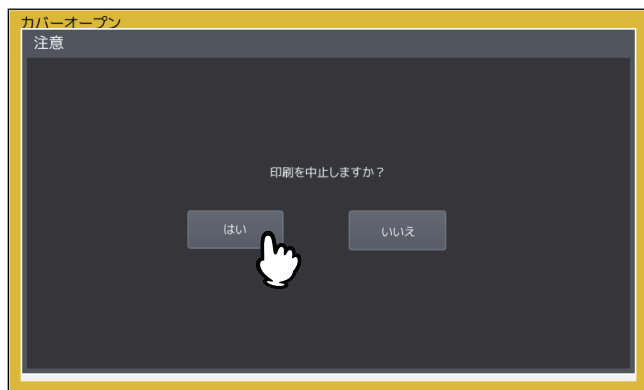 カバーオープン
注意
印刷を中止しますか？
はい
いいえ